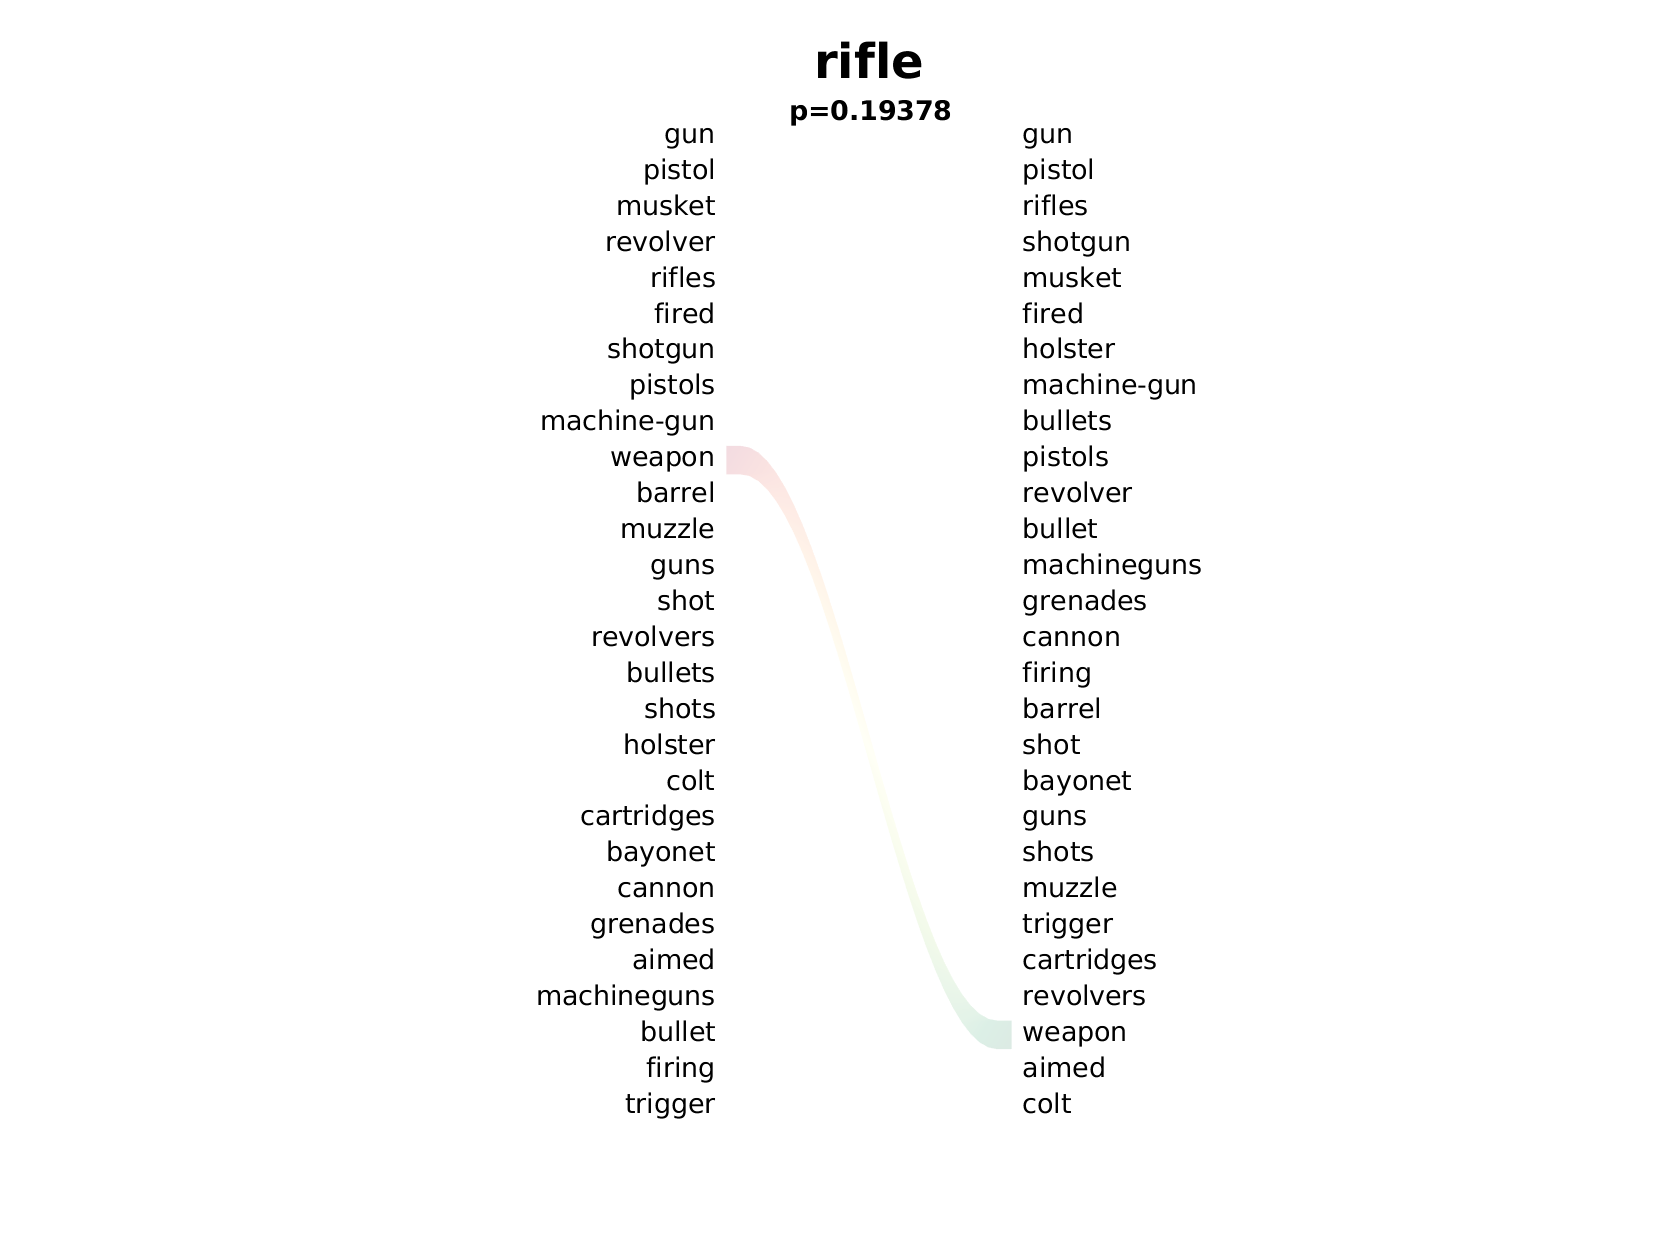 rifle
p=0.19378
gun gun
pistol pistol
musket rifles
revolver shotgun
rifles musket
fired fired
shotgun holster
pistols machine-gun
machine-gun bullets
weapon pistols
barrel revolver
muzzle bullet
guns machineguns
shot grenades
revolvers cannon
bullets firing
shots barrel
holster shot
colt bayonet
cartridges guns
bayonet shots
cannon muzzle
grenades trigger
aimed cartridges
machineguns revolvers
bullet weapon
firing aimed
trigger colt